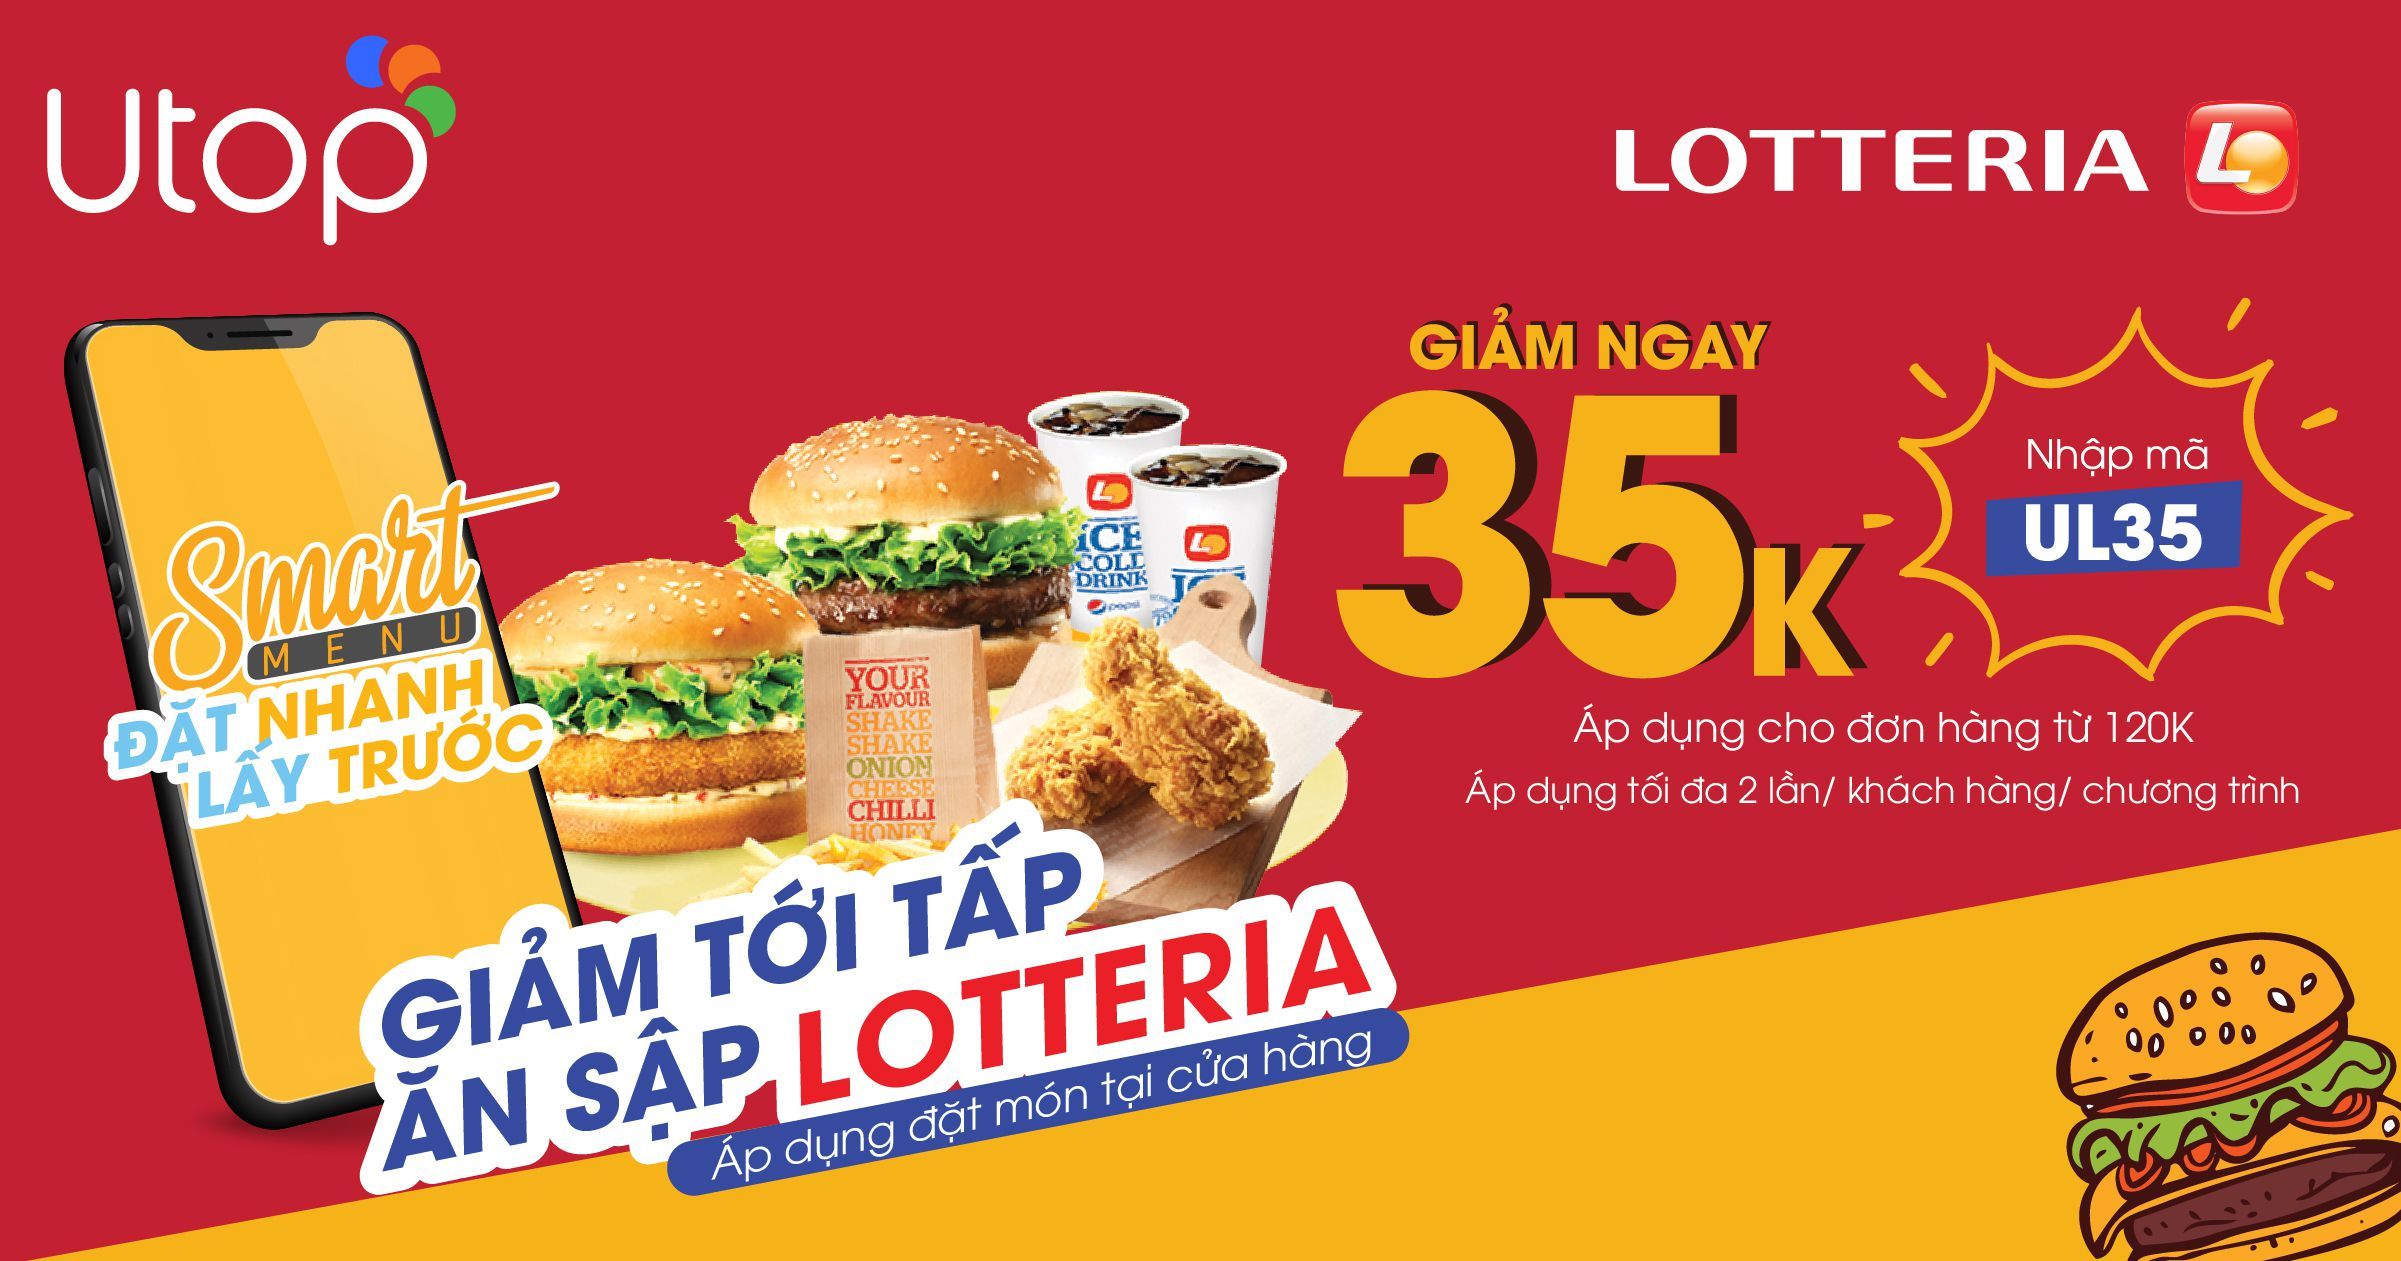 Utop
LOTTERIA
GIẢM NGAY
35K
Nhập mã
UL35
Áp dụng cho đơn hàng từ 120K
Áp dụng tối đa 2 lần/ khách hàng/ chương trình
Smart
MENU
ĐẶT NHANH
LẤY TRƯỚC
ICE
COLD
DRINK
pepsi
YOUR
FLAVOUR
SHAKE
SHAKE
ONION
CHEESE
CHILLI
HONEY
GIẢM TỚI TẤP
ĂN SẬP LOTTERIA
Áp dụng đặt món tại cửa hàng